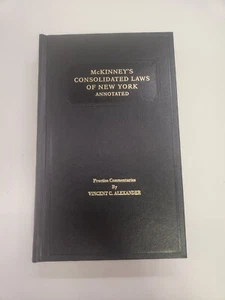 McKINNEY'S
CONSOLIDATED LAWS
OF NEW YORK
ANNOTATED
Practice Commentaries
By
VINCENT C. ALEXANDER